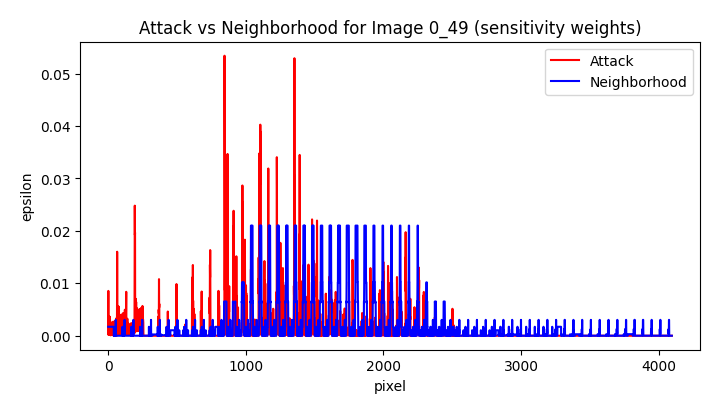 Attack vs Neighborhood for Image 0_49 (sensitivity weights)
Attack
Neighborhood
epsilon
0.05
0.04
0.03
0.02
0.01
0.00
0
1000
2000
3000
4000
pixel